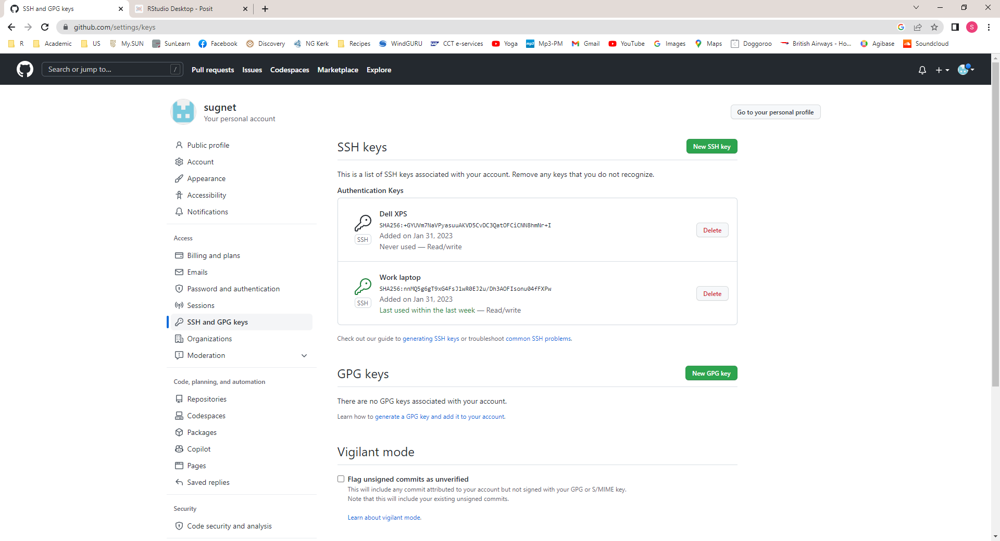 SSH and GPG keys
RStudio Desktop - Posit
github.com/settings/keys
S
R
Academic
US
My.SUN
SunLearn
Facebook
Discovery
NG Kerk
Recipes
WindGURU
SAP
CCT e-services
Yoga
mp3
Mp3-PM
Gmail
YouTube
Images
Maps
Doggoroo
British Airways - Ho...
Agibase
Soundcloud
Search or jump to...
/
Pull requests
Issues
Codespaces
Marketplace
Explore
sugnet
Your personal account
Go to your personal profile
Public profile
Account
Appearance
Accessibility
Notifications
Access
Billing and plans
Emails
Password and authentication
Sessions
SSH and GPG keys
Organizations
Moderation
Code, planning, and automation
Repositories
Codespaces
Packages
Copilot
Pages
Saved replies
Security
Code security and analysis
SSH keys
New SSH key
This is a list of SSH keys associated with your account. Remove any keys that you do not recognize.
Authentication Keys
Dell XPS
SHA256:+GYUVm7NaVPyasuuAKVD5CvDC3QatOFCiCNN8hmNr+I
SSH
Added on Jan 31, 2023
Never used — Read/write
Delete
Work laptop
SHA256:nnMQ5g6gT9xG4FsJ1wR0EJ2u/Dh3AOFIsonu04fFXPw
SSH
Added on Jan 31, 2023
Last used within the last week — Read/write
Delete
Check out our guide to generating SSH keys or troubleshoot common SSH problems.
GPG keys
New GPG key
There are no GPG keys associated with your account.
Learn how to generate a GPG key and add it to your account.
Vigilant mode
Flag unsigned commits as unverified
This will include any commit attributed to your account but not signed with your GPG or S/MIME key.
Note that this will include your existing unsigned commits.
Learn about vigilant mode.